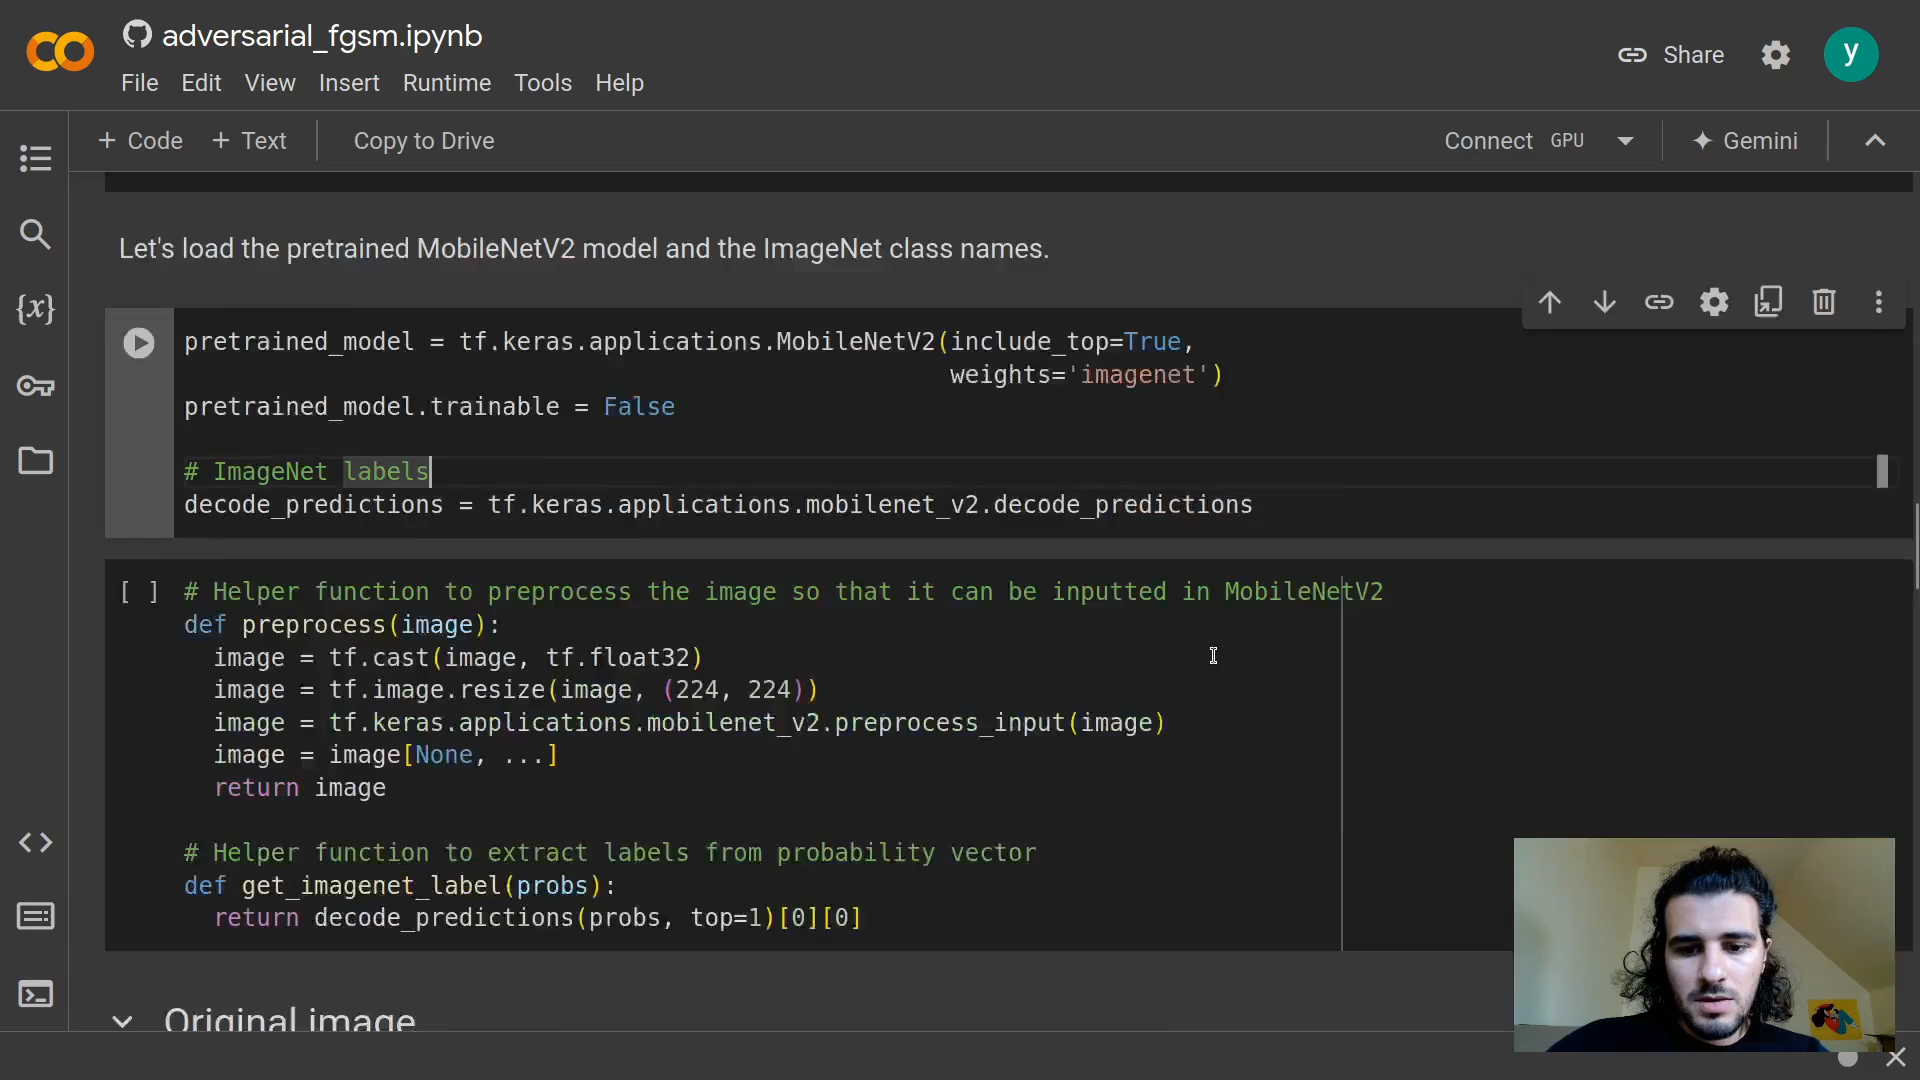 adversarial_fgsm.ipynb
File Edit View Insert Runtime Tools Help
Share
y
+ Code + Text Copy to Drive
Connect GPU Gemini
Let's load the pretrained MobileNetV2 model and the ImageNet class names.
{x}
pretrained_model = tf.keras.applications.MobileNetV2(include_top=True,
weights='imagenet')
pretrained_model.trainable = False
# ImageNet labels
decode_predictions = tf.keras.applications.mobilenet_v2.decode_predictions
[ ] # Helper function to preprocess the image so that it can be inputted in MobileNetV2
def preprocess(image):
image = tf.cast(image, tf.float32)
image = tf.image.resize(image, (224, 224))
image = tf.keras.applications.mobilenet_v2.preprocess_input(image)
image = image[None, ...]
return image
# Helper function to extract labels from probability vector
def get_imagenet_label(probs):
return decode_predictions(probs, top=1)[0][0]
Original image